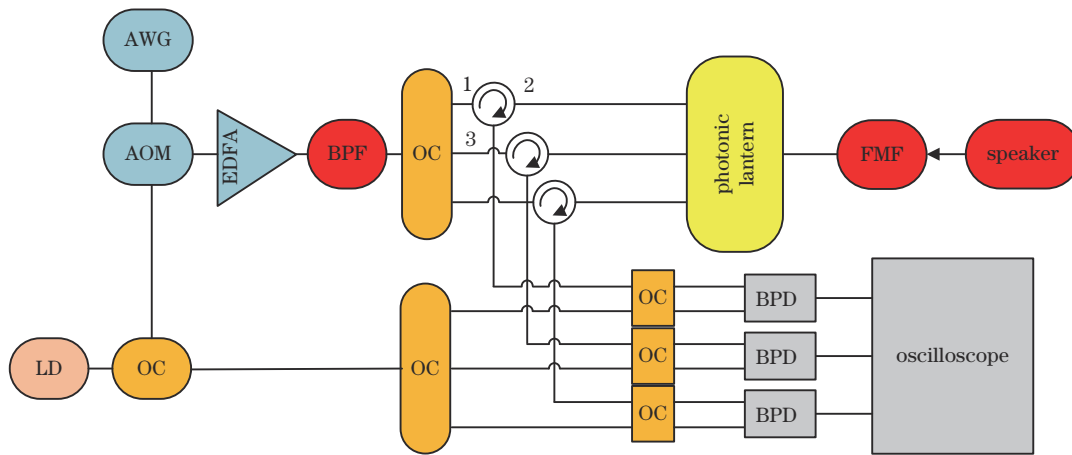 AWG
1
2
AOM
EDFA
BPF
OC
3
photonic
lantern
FMF
speaker
OC
BPD
OC
BPD
oscilloscope
LD
OC
OC
OC
BPD